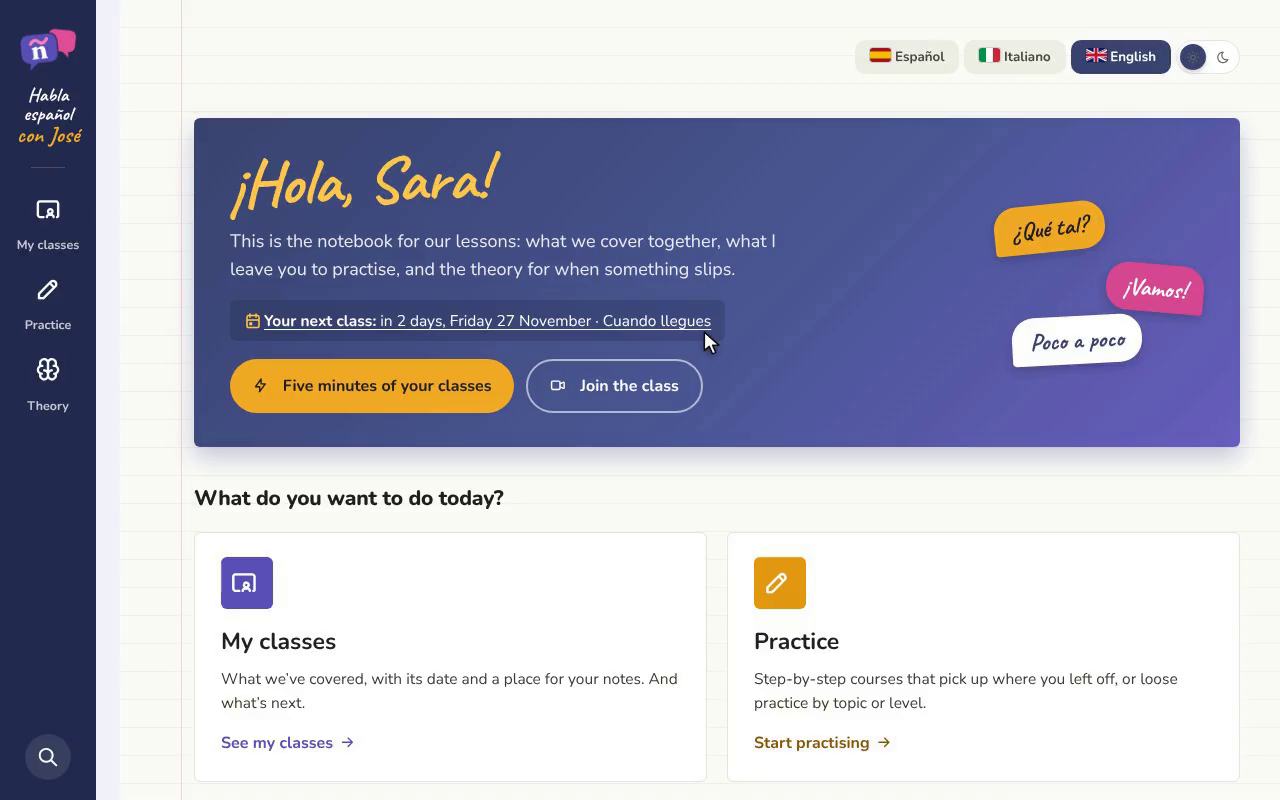 ñ
Habla
español
con José
My classes
Practice
Theory
Español
Italiano
English
¡Hola, Sara!
This is the notebook for our lessons: what we cover together, what I
leave you to practise, and the theory for when something slips.
Your next class: in 2 days, Friday 27 November · Cuando llegues
Five minutes of your classes
Join the class
¿Qué tal?
¡Vamos!
Poco a poco
What do you want to do today?
My classes
What we’ve covered, with its date and a place for your notes. And
what’s next.
See my classes →
Practice
Step-by-step courses that pick up where you left off, or loose
practice by topic or level.
Start practising →